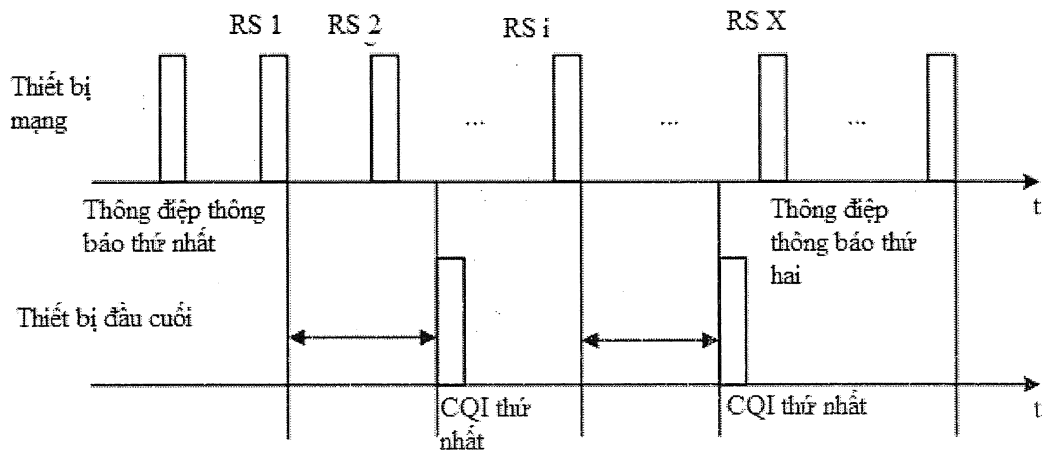 RS 1
RS 2
RS i
RS X
Thiết bị
mạng
...
...
...
t
Thông điệp thông
báo thứ nhất
Thông điệp
thông báo thứ
hai
Thiết bị đầu cuối
t
CQI thứ
nhất
CQI thứ nhất